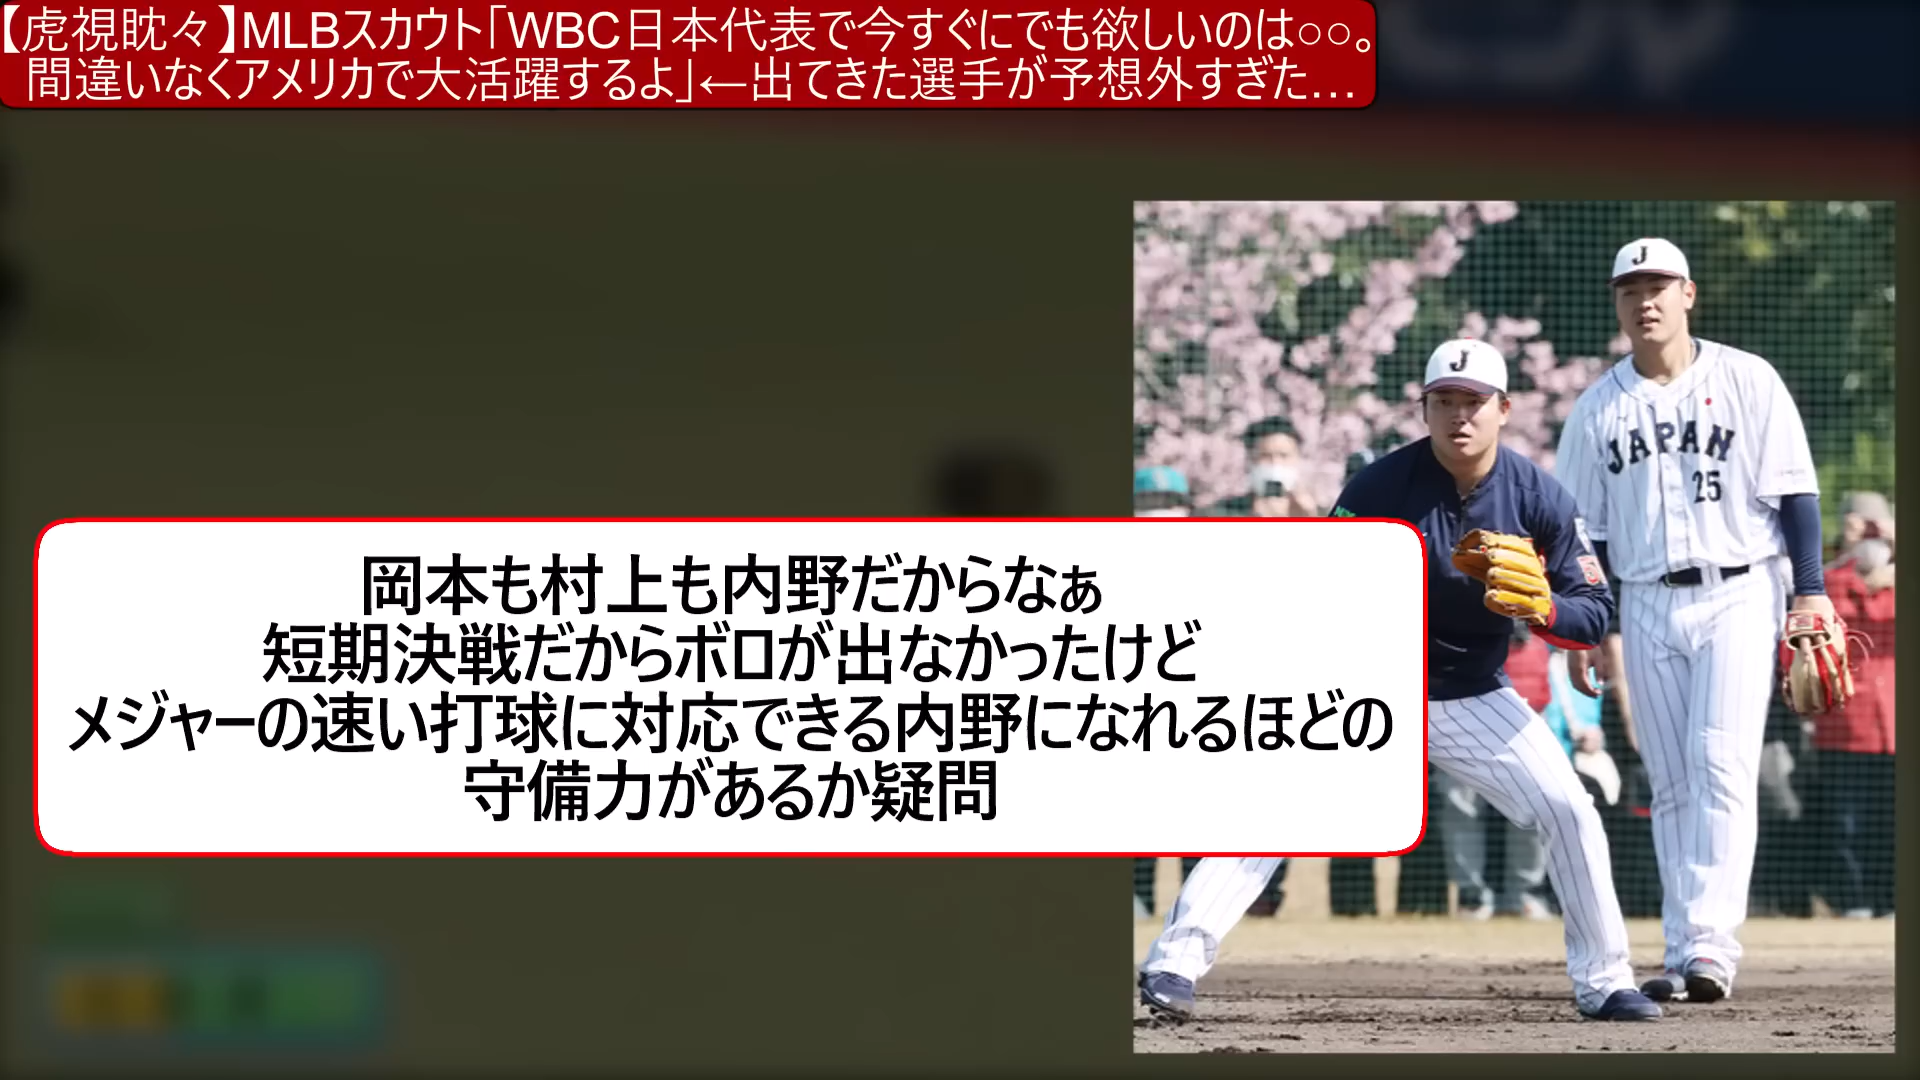 【虎視眈々】MLBスカウト「WBC日本代表で今すぐにでも欲しいのは○○。
間違いなくアメリカで大活躍するよ」←出てきた選手が予想外すぎた…
J
J
JAPAN
25
岡本も村上も内野だからなぁ
短期決戦だからボロが出なかったけど
メジャーの速い打球に対応できる内野になれるほどの
守備力があるか疑問